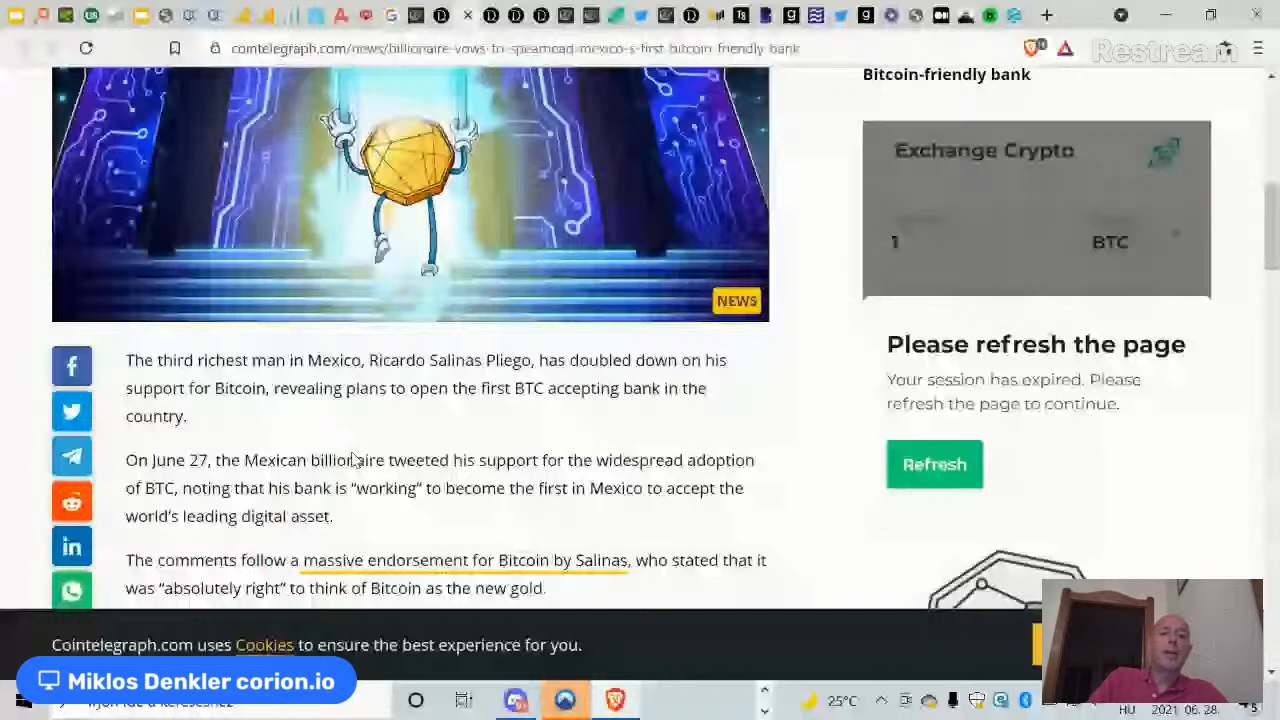 cointelegraph.com/news/billionaire-vows-to-spearhead-mexico-s-first-bitcoin-friendly-bank
Restream
Bitcoin-friendly bank
Exchange Crypto
1
BTC
NEWS
Please refresh the page
Your session has expired. Please
refresh the page to continue.
Refresh
The third richest man in Mexico, Ricardo Salinas Pliego, has doubled down on his
support for Bitcoin, revealing plans to open the first BTC accepting bank in the
country.
On June 27, the Mexican billionaire tweeted his support for the widespread adoption
of BTC, noting that his bank is “working” to become the first in Mexico to accept the
world’s leading digital asset.
The comments follow a massive endorsement for Bitcoin by Salinas, who stated that it
was “absolutely right” to think of Bitcoin as the new gold.
Cointelegraph.com uses Cookies to ensure the best experience for you.
Miklos Denkler corion.io
25°C
HU
2021. 06. 28.